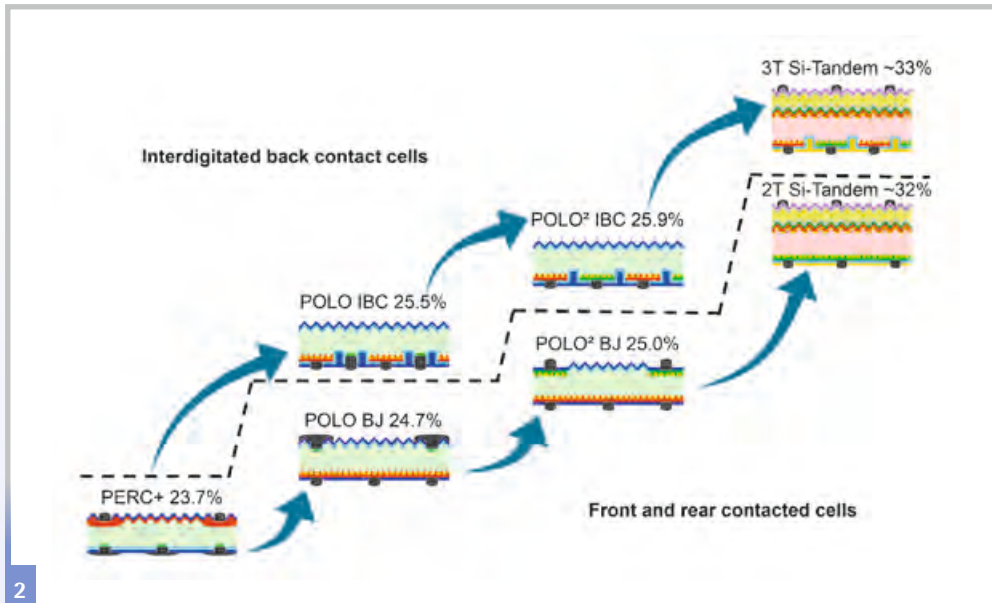 3T Si-Tandem ~33%
Interdigitated back contact cells
2T Si-Tandem ~32%
POLO² IBC 25.9%
POLO IBC 25.5%
POLO² BJ 25.0%
POLO BJ 24.7%
PERC+ 23.7%
Front and rear contacted cells
2